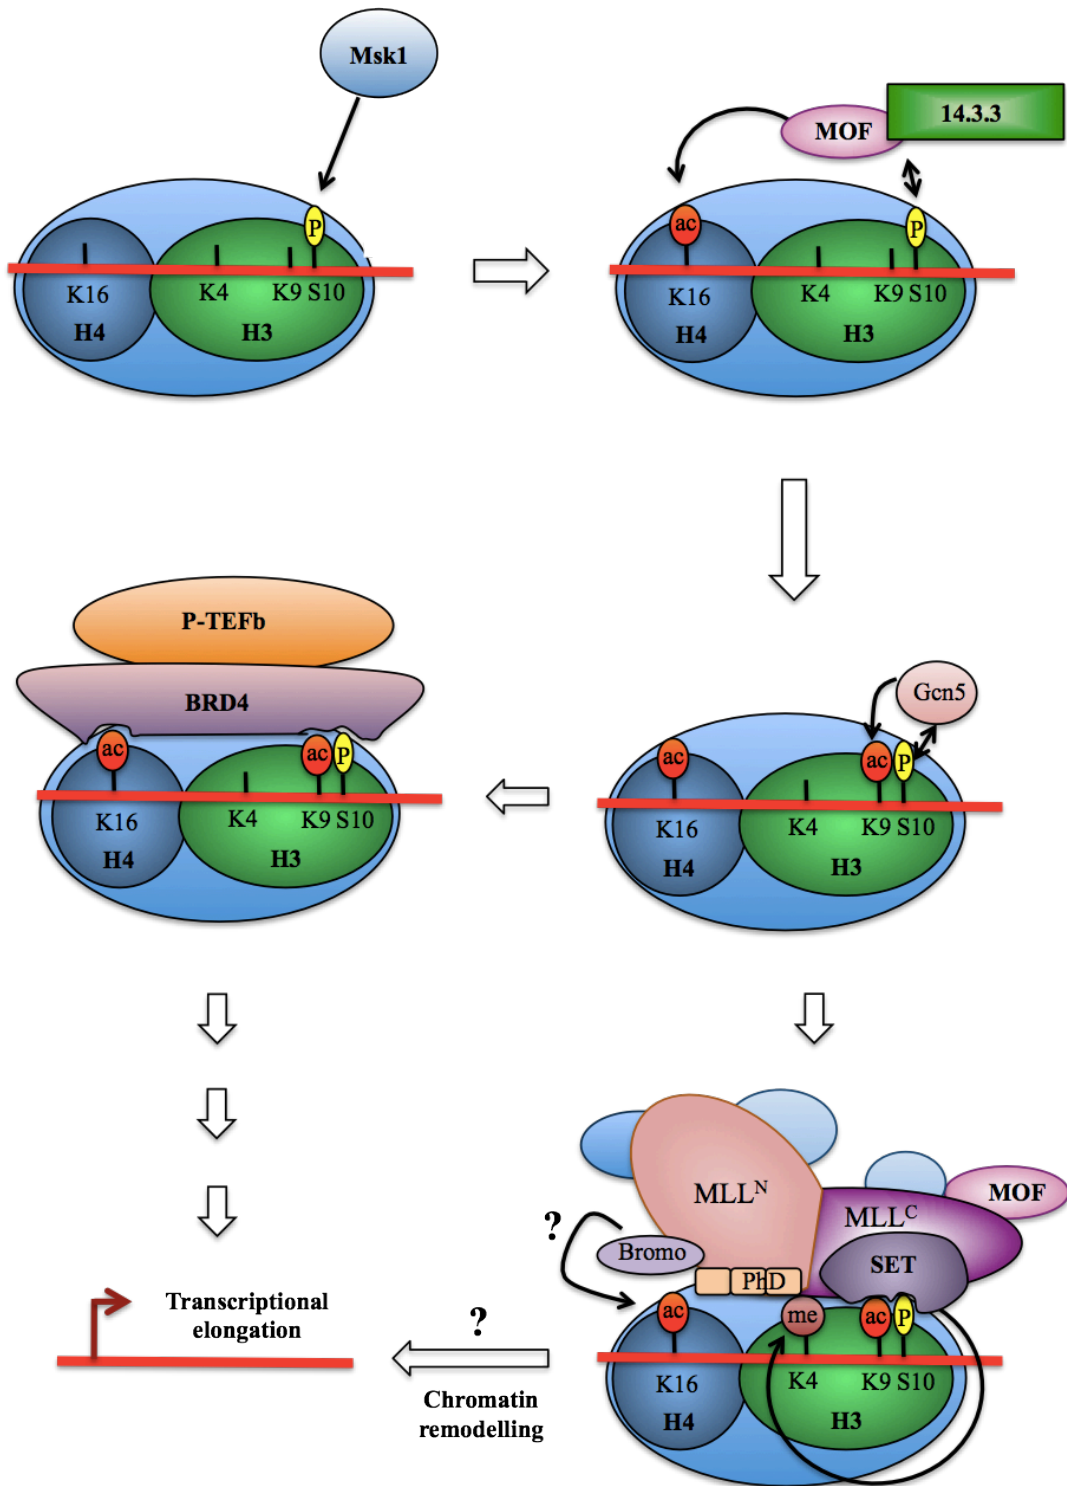 Msk1
P
K16
K4
K9 S10
H4
H3
14.3.3
MOF
ac
P
K16
K4
K9 S10
H4
H3
P-TEFb
BRD4
ac
ac
P
K16
K4
K9 S10
H4
H3
Gcn5
ac
ac
P
K16
K4
K9 S10
H4
H3
MLLN
MLLC
MOF
?
Bromo
PhD
SET
ac
me
ac
P
K16
K4
K9 S10
H4
H3
Transcriptional
elongation
?
Chromatin
remodelling